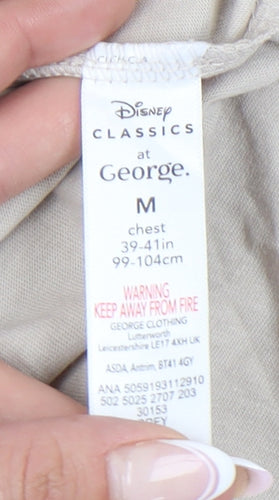 Disney
CLASSICS
at
George.
M
chest
39-41in
99-104cm
WARNING
KEEP AWAY FROM FIRE
GEORGE CLOTHING
Lutterworth
Leicestershire LE17 4XH UK
ASDA, Antrim, BT41 4GY
ANA 5059193112910
502 5025 2707 203
30153